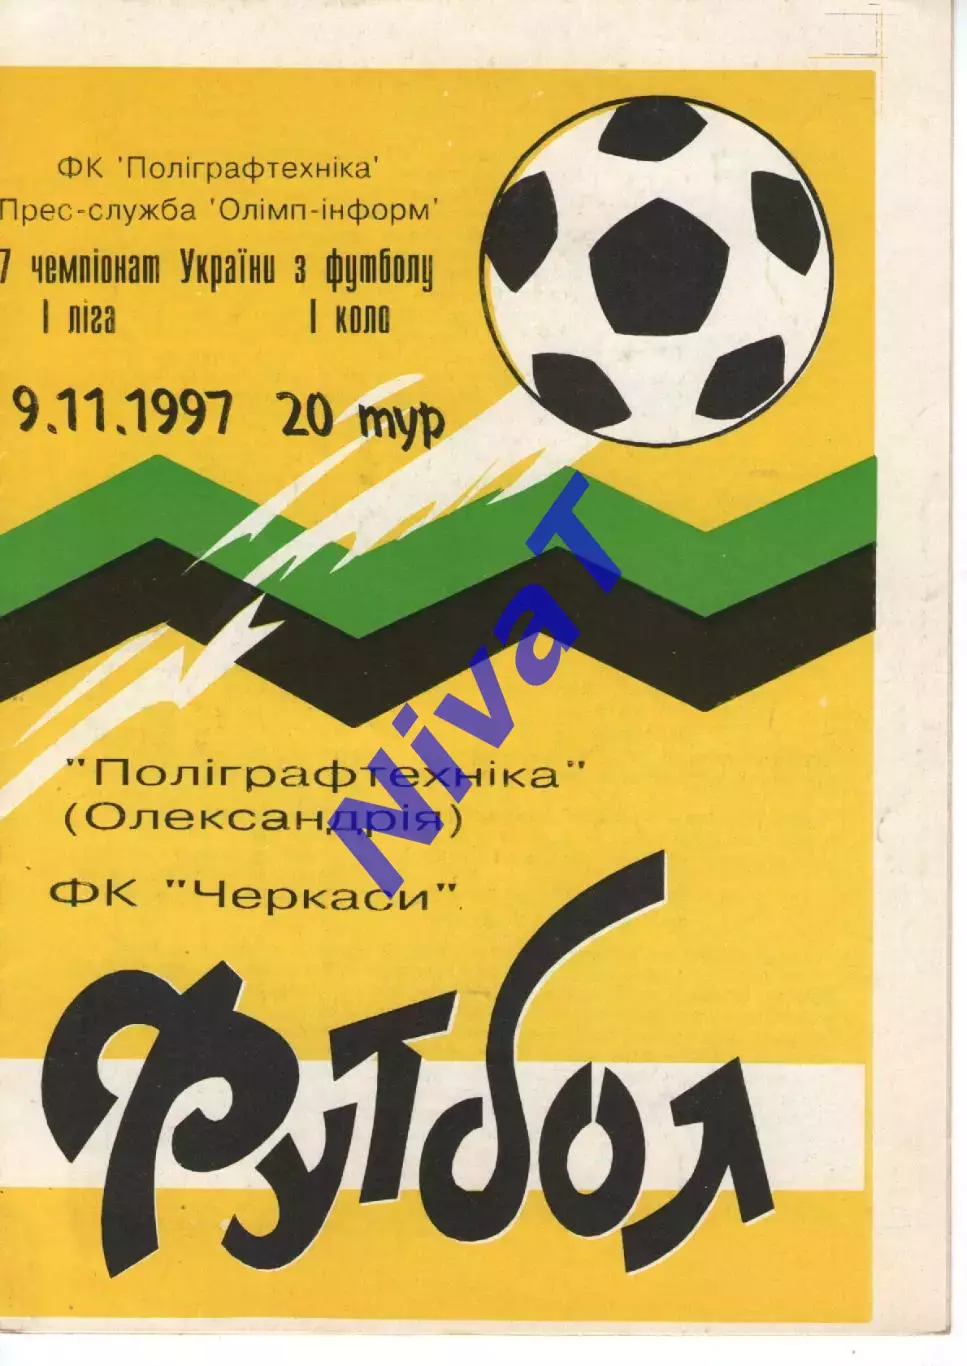 ФК 'Поліграфтехніка'
Прес-служба 'Олімп-інформ'
7 чемпіонат України з футболу
І ліга І коло
9.11.1997 20 тур
"Поліграфтехніка"
(Олександрія)
ФК "Черкаси"
Футбол
NivaT